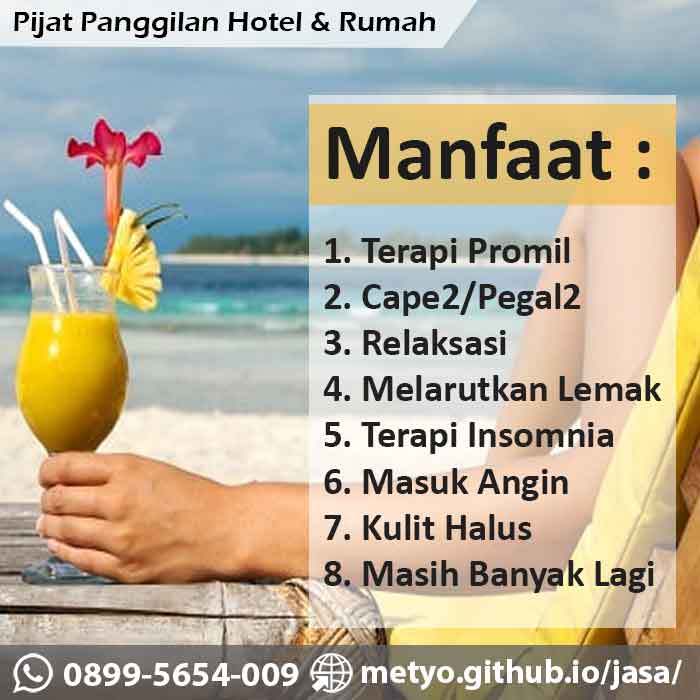 Pijat Panggilan Hotel & Rumah
Manfaat :
1. Terapi Promil
2. Cape2/Pegal2
3. Relaksasi
4. Melarutkan Lemak
5. Terapi Insomnia
6. Masuk Angin
7. Kulit Halus
8. Masih Banyak Lagi
0899-5654-009 metyo.github.io/jasa/